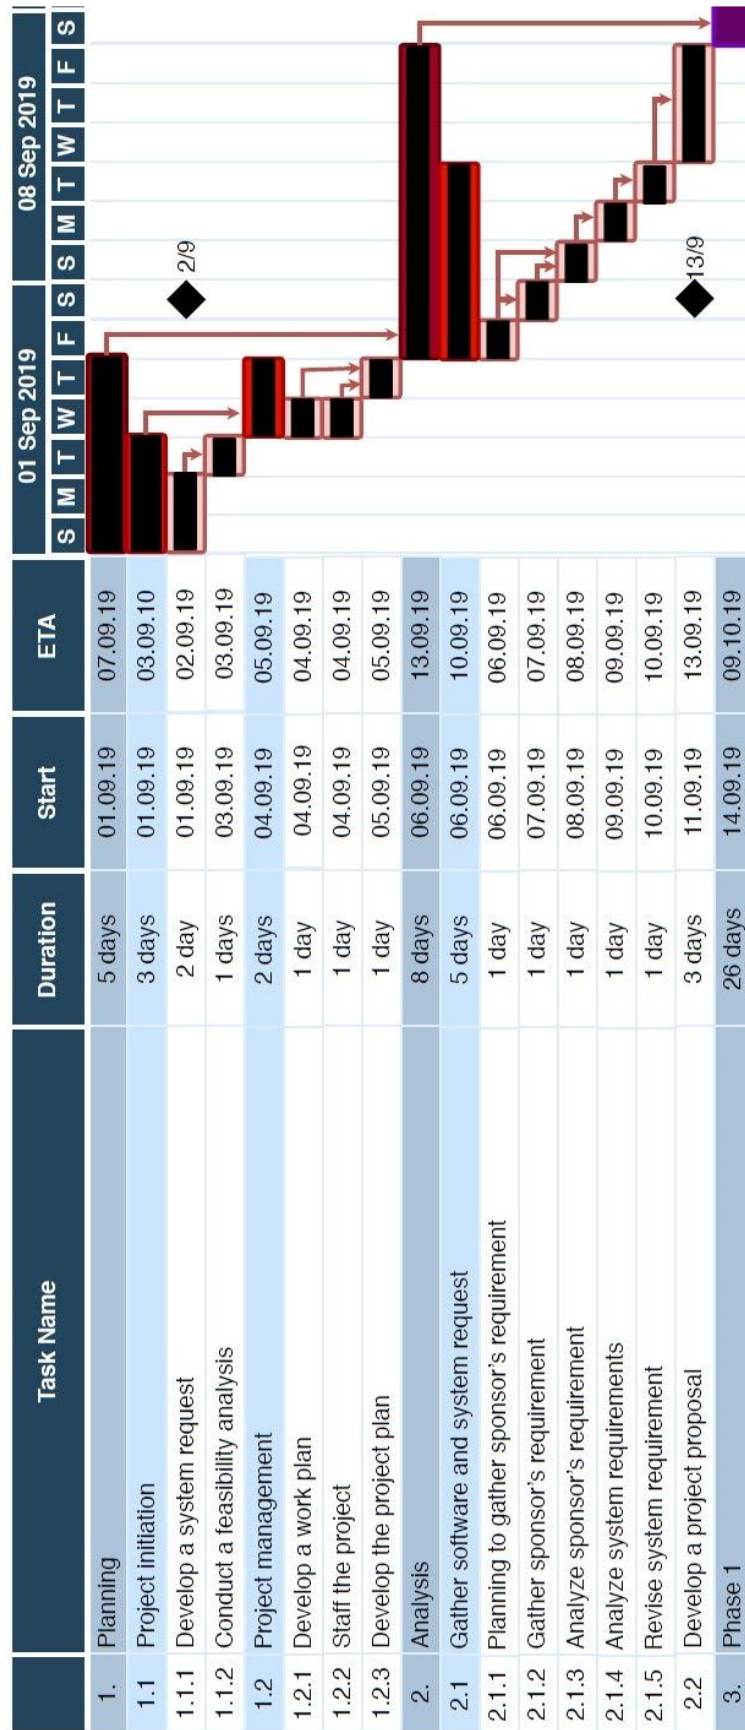 Task Name Duration Start ETA 01 Sep 2019 08 Sep 2019
S M T W T F S S M T W T F S
1. Planning 5 days 01.09.19 07.09.19
1.1 Project initiation 3 days 01.09.19 03.09.10
1.1.1 Develop a system request 2 day 01.09.19 02.09.19 2/9
1.1.2 Conduct a feasibility analysis 1 days 03.09.19 03.09.19
1.2 Project management 2 days 04.09.19 05.09.19
1.2.1 Develop a work plan 1 day 04.09.19 04.09.19
1.2.2 Staff the project 1 day 04.09.19 04.09.19
1.2.3 Develop the project plan 1 day 05.09.19 05.09.19
2. Analysis 8 days 06.09.19 13.09.19
2.1 Gather software and system request 5 days 06.09.19 10.09.19
2.1.1 Planning to gather sponsor's requirement 1 day 06.09.19 06.09.19
2.1.2 Gather sponsor's requirement 1 day 07.09.19 07.09.19
2.1.3 Analyze sponsor's requirement 1 day 08.09.19 08.09.19
2.1.4 Analyze system requirements 1 day 09.09.19 09.09.19
2.1.5 Revise system requirement 1 day 10.09.19 10.09.19
2.2 Develop a project proposal 3 days 11.09.19 13.09.19 13/9
3. Phase 1 26 days 14.09.19 09.10.19